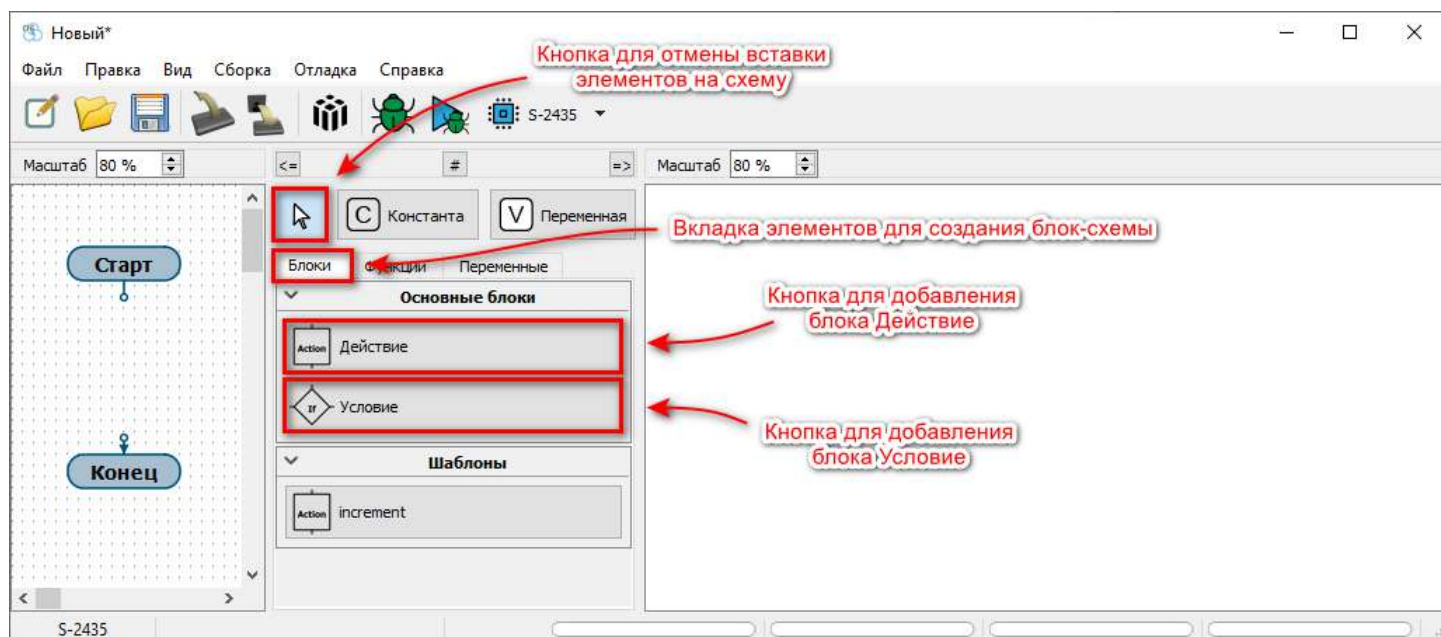 Новый*
Файл Правка Вид Сборка Отладка Справка
Кнопка для отмены вставки
элементов на схему
S-2435
Масштаб 80 %
<= # =>
Масштаб 80 %
C Константа
V Переменная
Вкладка элементов для создания блок-схемы
Старт
Блоки Функции Переменные
Основные блоки
Кнопка для добавления
блока Действие
Action Действие
If Условие
Кнопка для добавления
блока Условие
Конец
Шаблоны
Action increment
S-2435